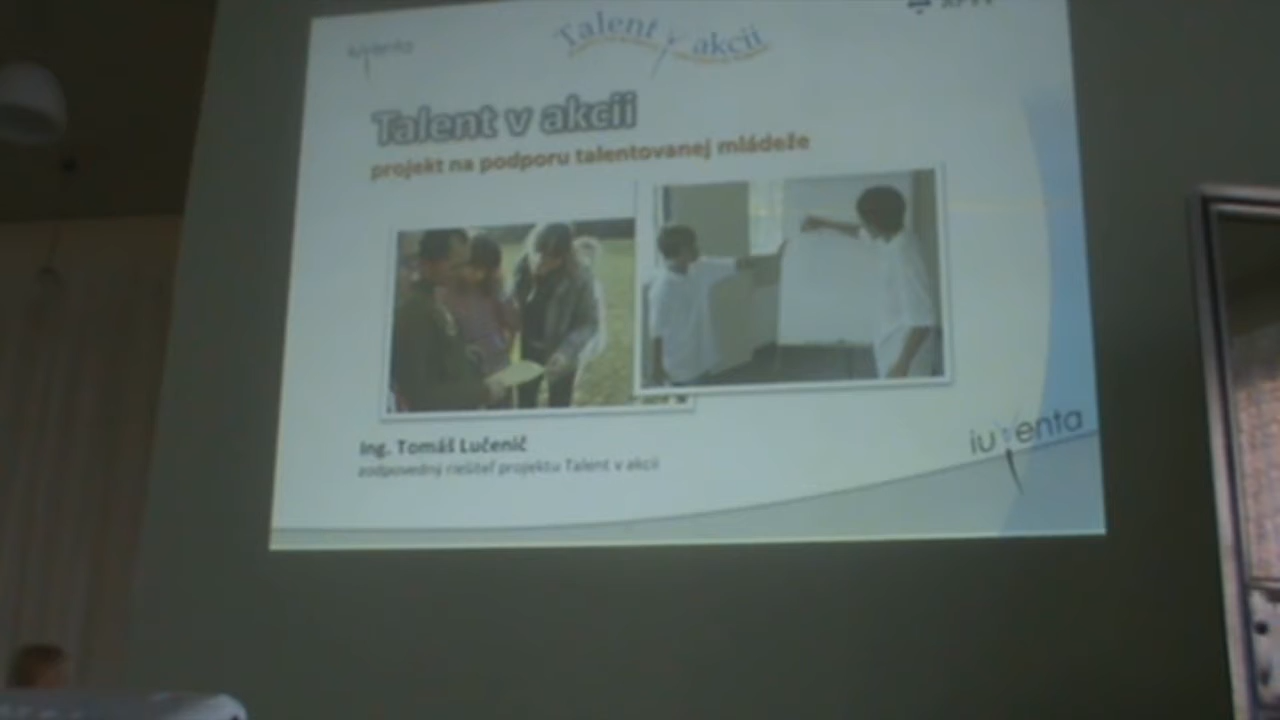 iuventa
Talent v akcii
Talent v akcii
projekt na podporu talentovanej mládeže
Ing. Tomáš Lučenič
zodpovedný riešiteľ projektu Talent v akcii
iuventa